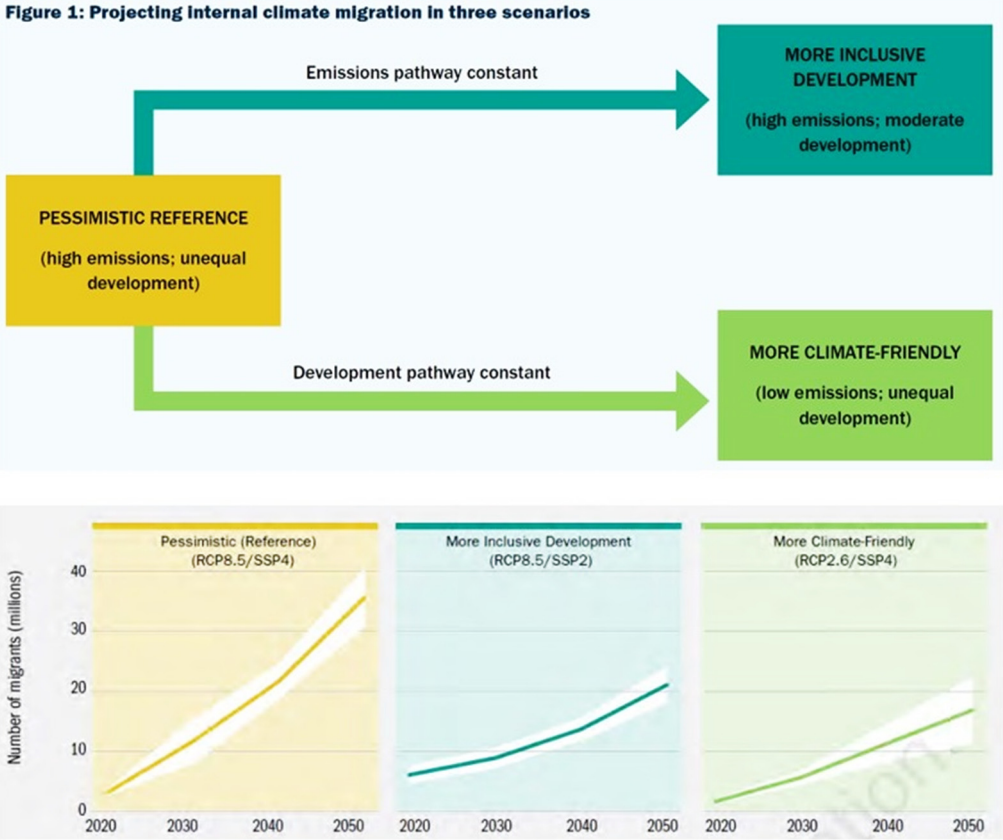 Figure 1: Projecting internal climate migration in three scenarios
Emissions pathway constant
MORE INCLUSIVE
DEVELOPMENT
(high emissions; moderate
development)
PESSIMISTIC REFERENCE
(high emissions; unequal
development)
Development pathway constant
MORE CLIMATE-FRIENDLY
(low emissions; unequal
development)
Number of migrants (millions)
40
30
20
10
0
Pessimistic (Reference)
(RCP8.5/SSP4)
2020 2030 2040 2050
More Inclusive Development
(RCP8.5/SSP2)
2020 2030 2040 2050
More Climate-Friendly
(RCP2.6/SSP4)
2020 2030 2040 2050